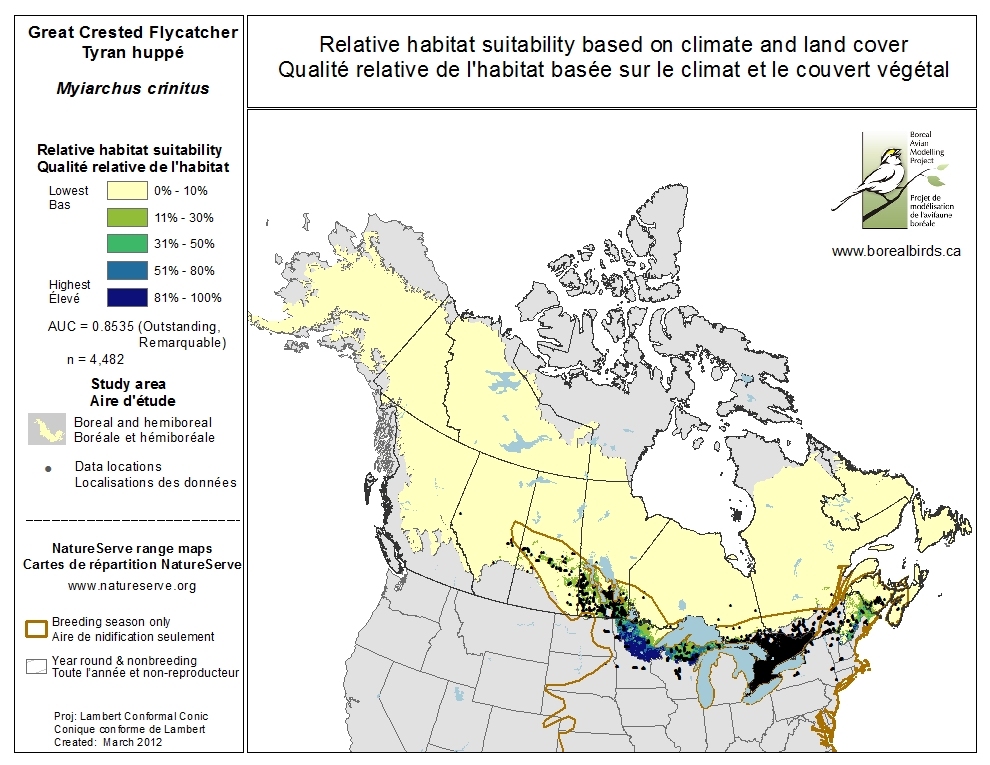 Great Crested Flycatcher
Tyran huppé
Myiarchus crinitus
Relative habitat suitability
Qualité relative de l'habitat
Lowest
Bas
0% - 10%
11% - 30%
31% - 50%
51% - 80%
Highest
Élevé
81% - 100%
AUC = 0.8535 (Outstanding,
Remarquable)
n = 4,482
Study area
Aire d'étude
Boreal and hemiboreal
Boréale et hémiboréale
Data locations
Localisations des données
NatureServe range maps
Cartes de répartition NatureServe
www.natureserve.org
Breeding season only
Aire de nidification seulement
Year round & nonbreeding
Toute l'année et non-reproducteur
Proj: Lambert Conformal Conic
Conique conforme de Lambert
Created: March 2012
Relative habitat suitability based on climate and land cover
Qualité relative de l'habitat basée sur le climat et le couvert végétal
Boreal
Avian
Modelling
Project
Projet de
modélisation
de l'avifaune
boréale
www.borealbirds.ca